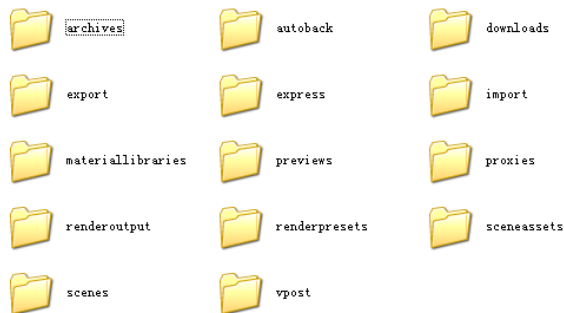 archives
autoback
downloads
export
express
import
materiallibraries
previews
proxies
renderoutput
renderpresets
sceneassets
scenes
vpost